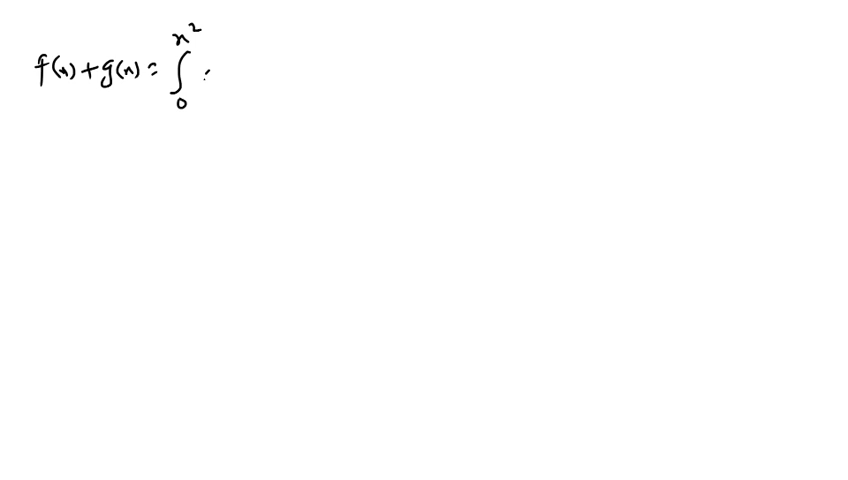 f(x) + g(x) = ∫₀^{x²}